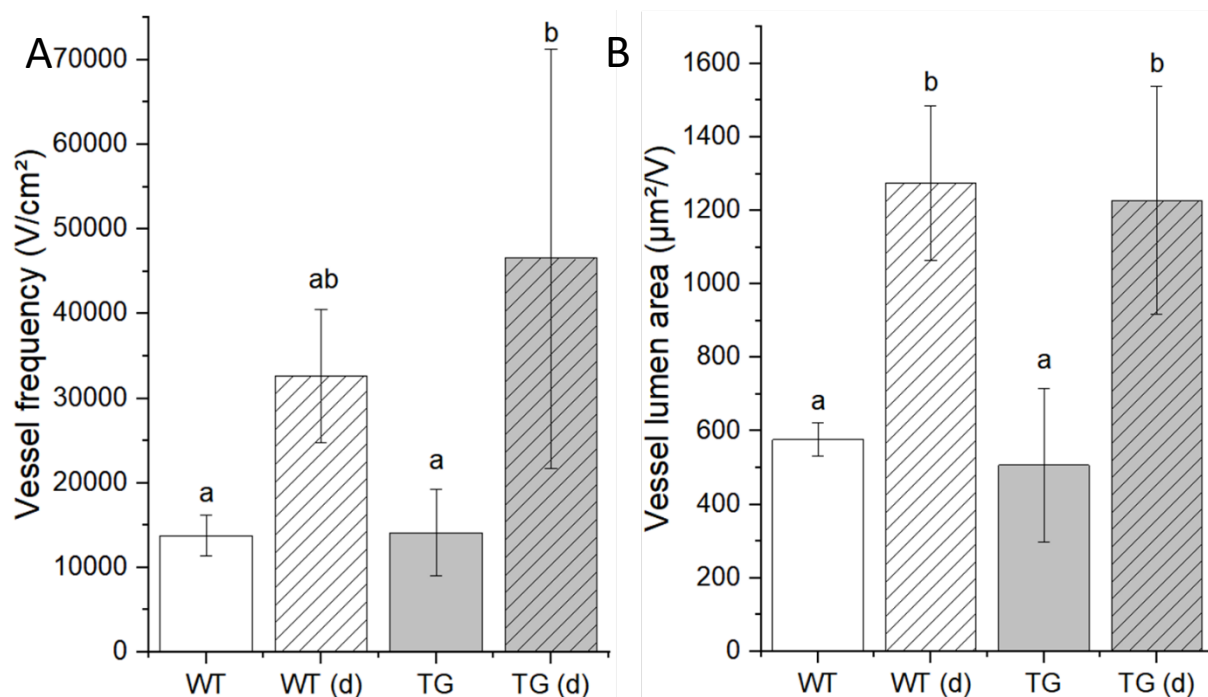 A
Vessel frequency (V/cm²)
70000
60000
50000
40000
30000
20000
10000
0
a
ab
a
b
WT
WT (d)
TG
TG (d)
B
Vessel lumen area (µm²/V)
1600
1400
1200
1000
800
600
400
200
0
a
b
a
b
WT
WT (d)
TG
TG (d)